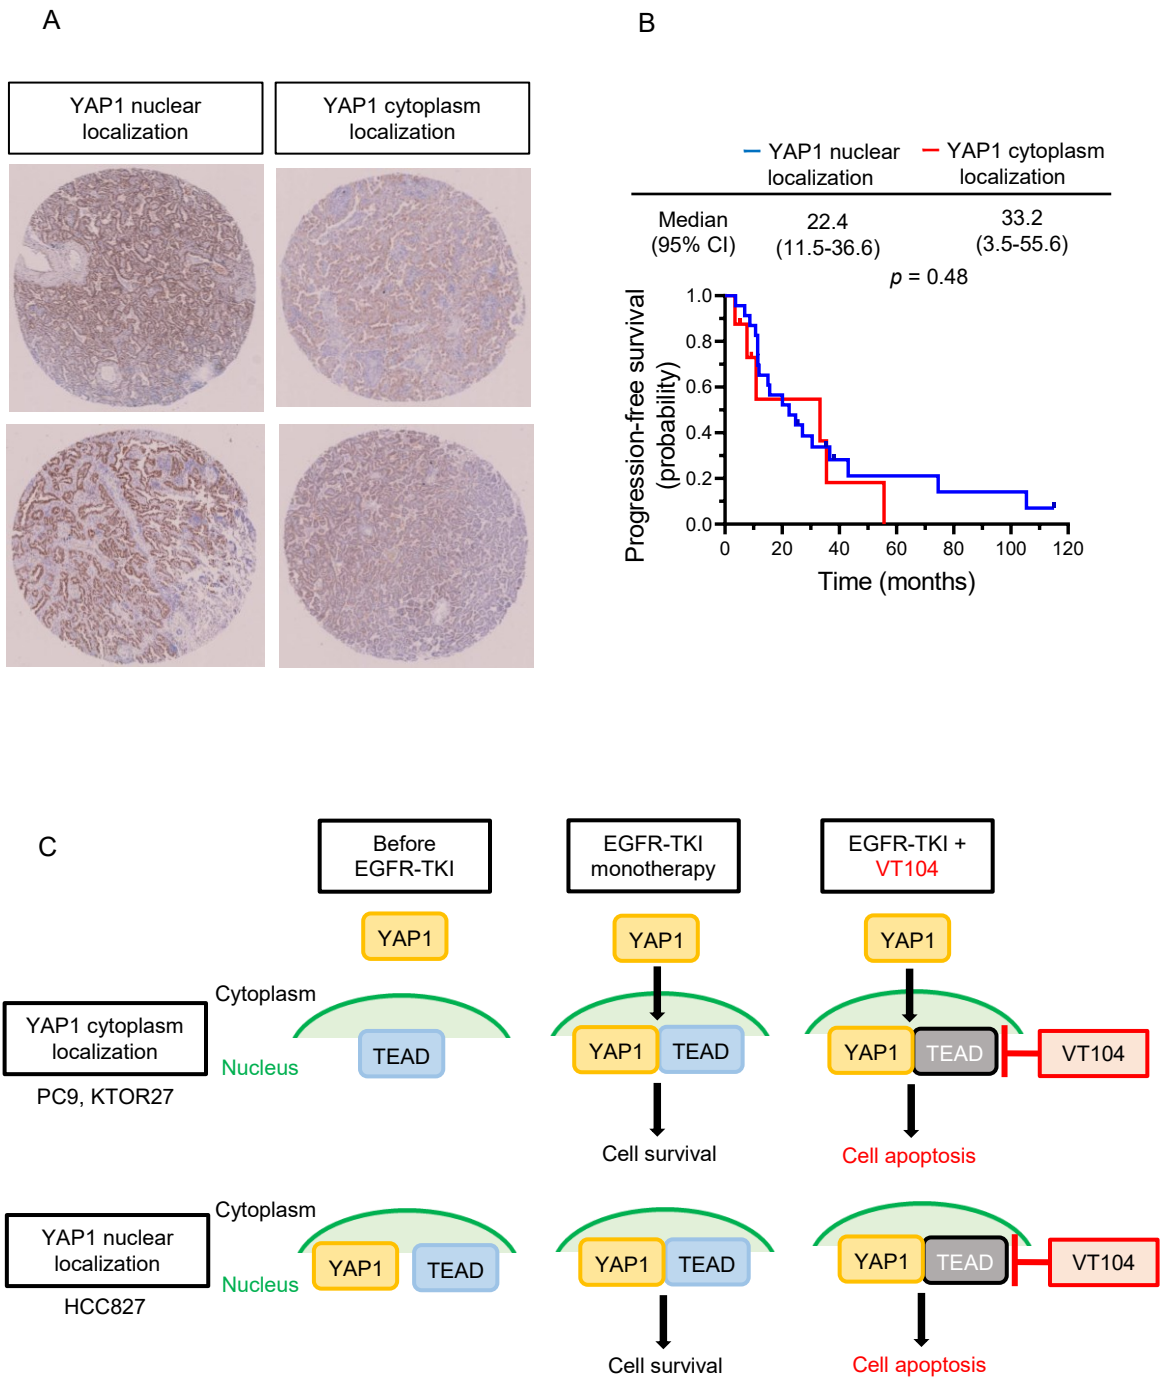 A
YAP1 nuclear
localization
YAP1 cytoplasm
localization
B
YAP1 nuclear
localization
YAP1 cytoplasm
localization
Median
(95% CI)
22.4
(11.5-36.6)
33.2
(3.5-55.6)
p = 0.48
Progression-free survival
(probability)
1.0
0.8
0.6
0.4
0.2
0.0
0 20 40 60 80 100 120
Time (months)
C
Before
EGFR-TKI
EGFR-TKI
monotherapy
EGFR-TKI +
VT104
YAP1
YAP1
YAP1
YAP1 cytoplasm
localization
PC9, KTOR27
Cytoplasm
Nucleus
TEAD
YAP1 TEAD
YAP1 TEAD
VT104
Cell survival
Cell apoptosis
YAP1 nuclear
localization
HCC827
Cytoplasm
Nucleus
YAP1 TEAD
YAP1 TEAD
YAP1 TEAD
VT104
Cell survival
Cell apoptosis